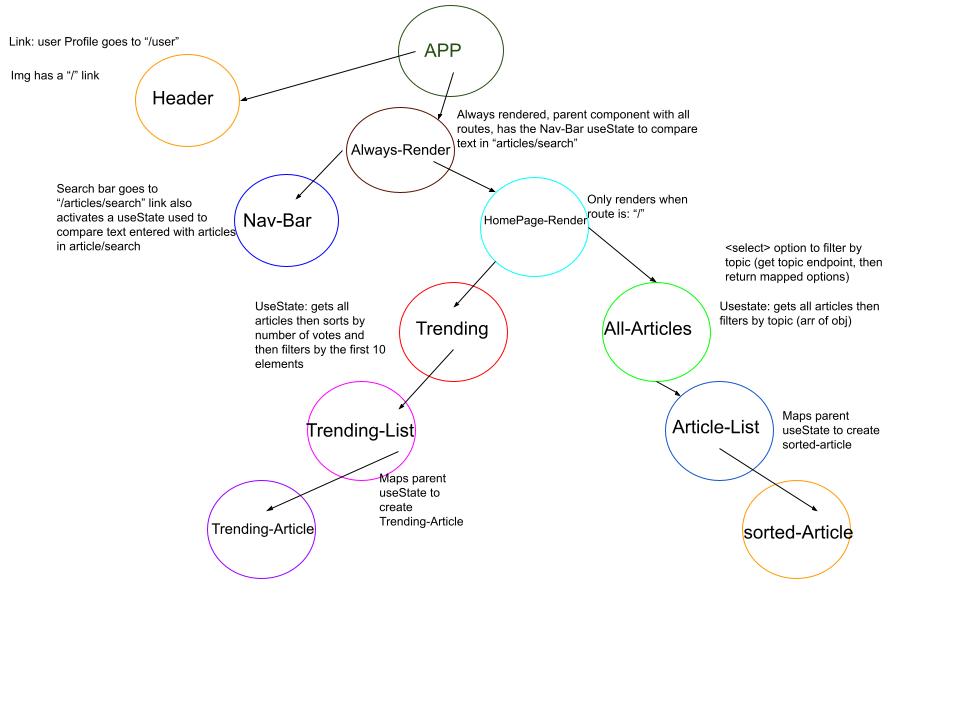 Link: user Profile goes to “/user”
APP
Img has a “/” link
Header
Always rendered, parent component with all
routes, has the Nav-Bar useState to compare
text in “articles/search”
Always-Render
Search bar goes to
“/articles/search” link also
activates a useState used to
compare text entered with articles
in article/search
Nav-Bar
HomePage-Render
Only renders when
route is: “/”
<select> option to filter by
topic (get topic endpoint, then
return mapped options)
UseState: gets all
articles then sorts by
number of votes and
then filters by the first 10
elements
Trending
All-Articles
Usestate: gets all articles then
filters by topic (arr of obj)
Trending-List
Article-List
Maps parent
useState to create
sorted-article
Maps parent
useState to
create
Trending-Article
Trending-Article
sorted-Article